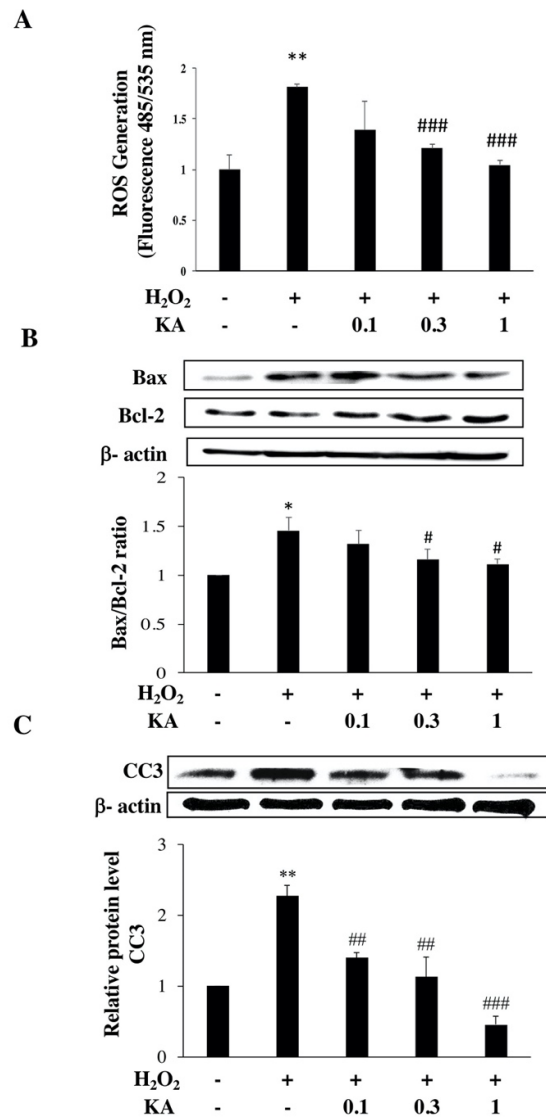 A
ROS Generation
(Fluorescence 485/535 nm)
2
1.5
1
0.5
0
**
###
###
H₂O₂ - + + + +
KA - - 0.1 0.3 1
B
Bax
Bcl-2
β- actin
Bax/Bcl-2 ratio
2
1.5
1
0.5
0
*
#
#
H₂O₂ - + + + +
KA - - 0.1 0.3 1
C
CC3
β- actin
Relative protein level
CC3
3
2
1
0
**
##
##
###
H₂O₂ - + + + +
KA - - 0.1 0.3 1